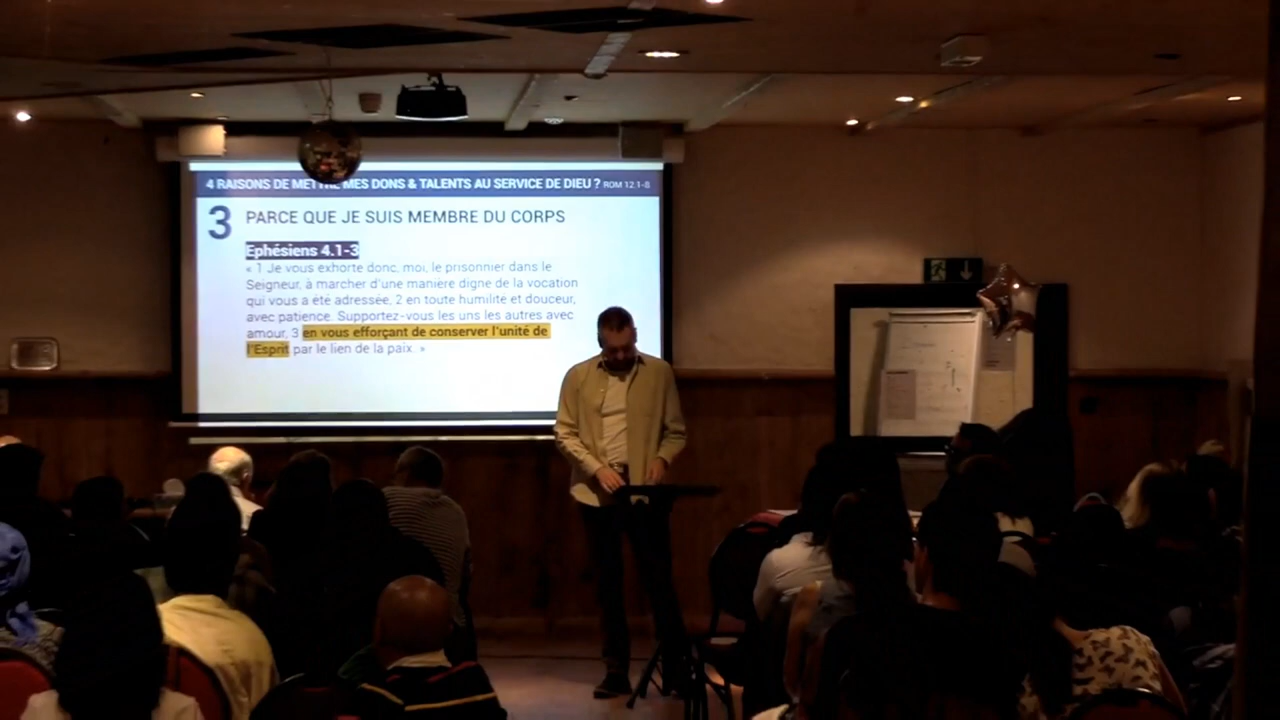 4 RAISONS DE METTRE MES DONS & TALENTS AU SERVICE DE DIEU ? ROM 12.1-8
3 PARCE QUE JE SUIS MEMBRE DU CORPS
Ephésiens 4.1-3
« 1 Je vous exhorte donc, moi, le prisonnier dans le
Seigneur, à marcher d'une manière digne de la vocation
qui vous a été adressée, 2 en toute humilité et douceur,
avec patience. Supportez-vous les uns les autres avec
amour, 3 en vous efforçant de conserver l'unité de
l'Esprit par le lien de la paix. »